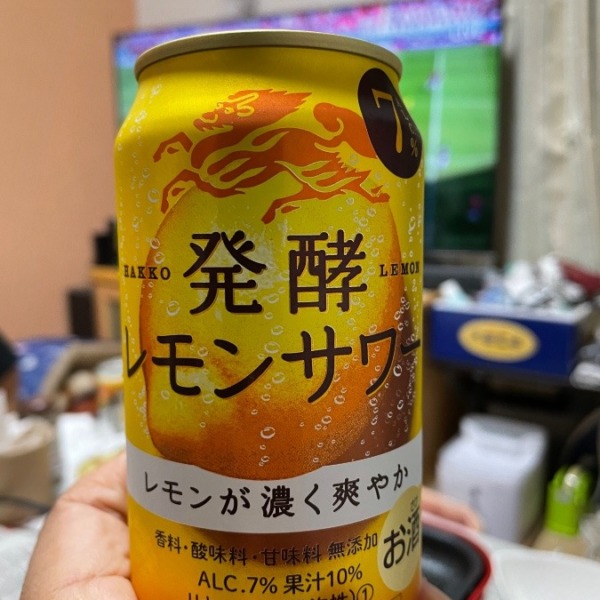 7%
HAKKO 発酵 LEMON
レモンサワー
レモンが濃く爽やか
香料・酸味料・甘味料 無添加
お酒
ALC.7% 果汁10%